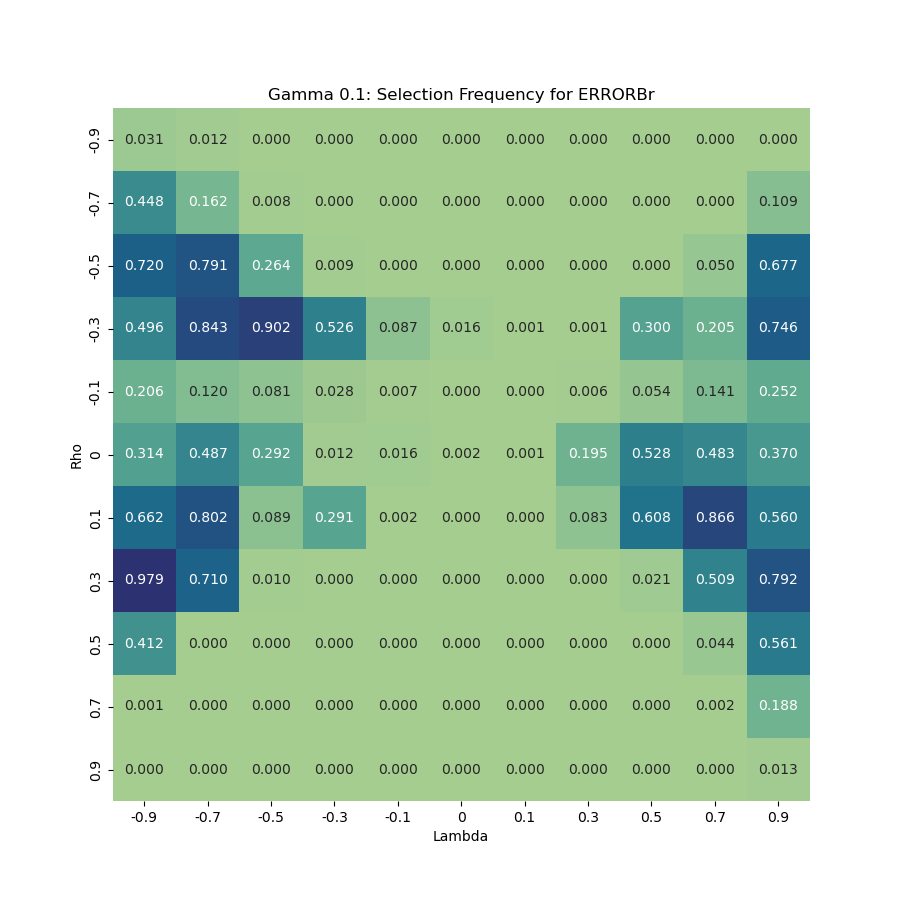 Gamma 0.1: Selection Frequency for ERRORBr
-0.9 0.031 0.012 0.000 0.000 0.000 0.000 0.000 0.000 0.000 0.000 0.000
-0.7 0.448 0.162 0.008 0.000 0.000 0.000 0.000 0.000 0.000 0.000 0.109
-0.5 0.720 0.791 0.264 0.009 0.000 0.000 0.000 0.000 0.000 0.050 0.677
-0.3 0.496 0.843 0.902 0.526 0.087 0.016 0.001 0.001 0.300 0.205 0.746
-0.1 0.206 0.120 0.081 0.028 0.007 0.000 0.000 0.006 0.054 0.141 0.252
Rho
0 0.314 0.487 0.292 0.012 0.016 0.002 0.001 0.195 0.528 0.483 0.370
0.1 0.662 0.802 0.089 0.291 0.002 0.000 0.000 0.083 0.608 0.866 0.560
0.3 0.979 0.710 0.010 0.000 0.000 0.000 0.000 0.000 0.021 0.509 0.792
0.5 0.412 0.000 0.000 0.000 0.000 0.000 0.000 0.000 0.000 0.044 0.561
0.7 0.001 0.000 0.000 0.000 0.000 0.000 0.000 0.000 0.000 0.002 0.188
0.9 0.000 0.000 0.000 0.000 0.000 0.000 0.000 0.000 0.000 0.000 0.013
-0.9 -0.7 -0.5 -0.3 -0.1 0 0.1 0.3 0.5 0.7 0.9
Lambda